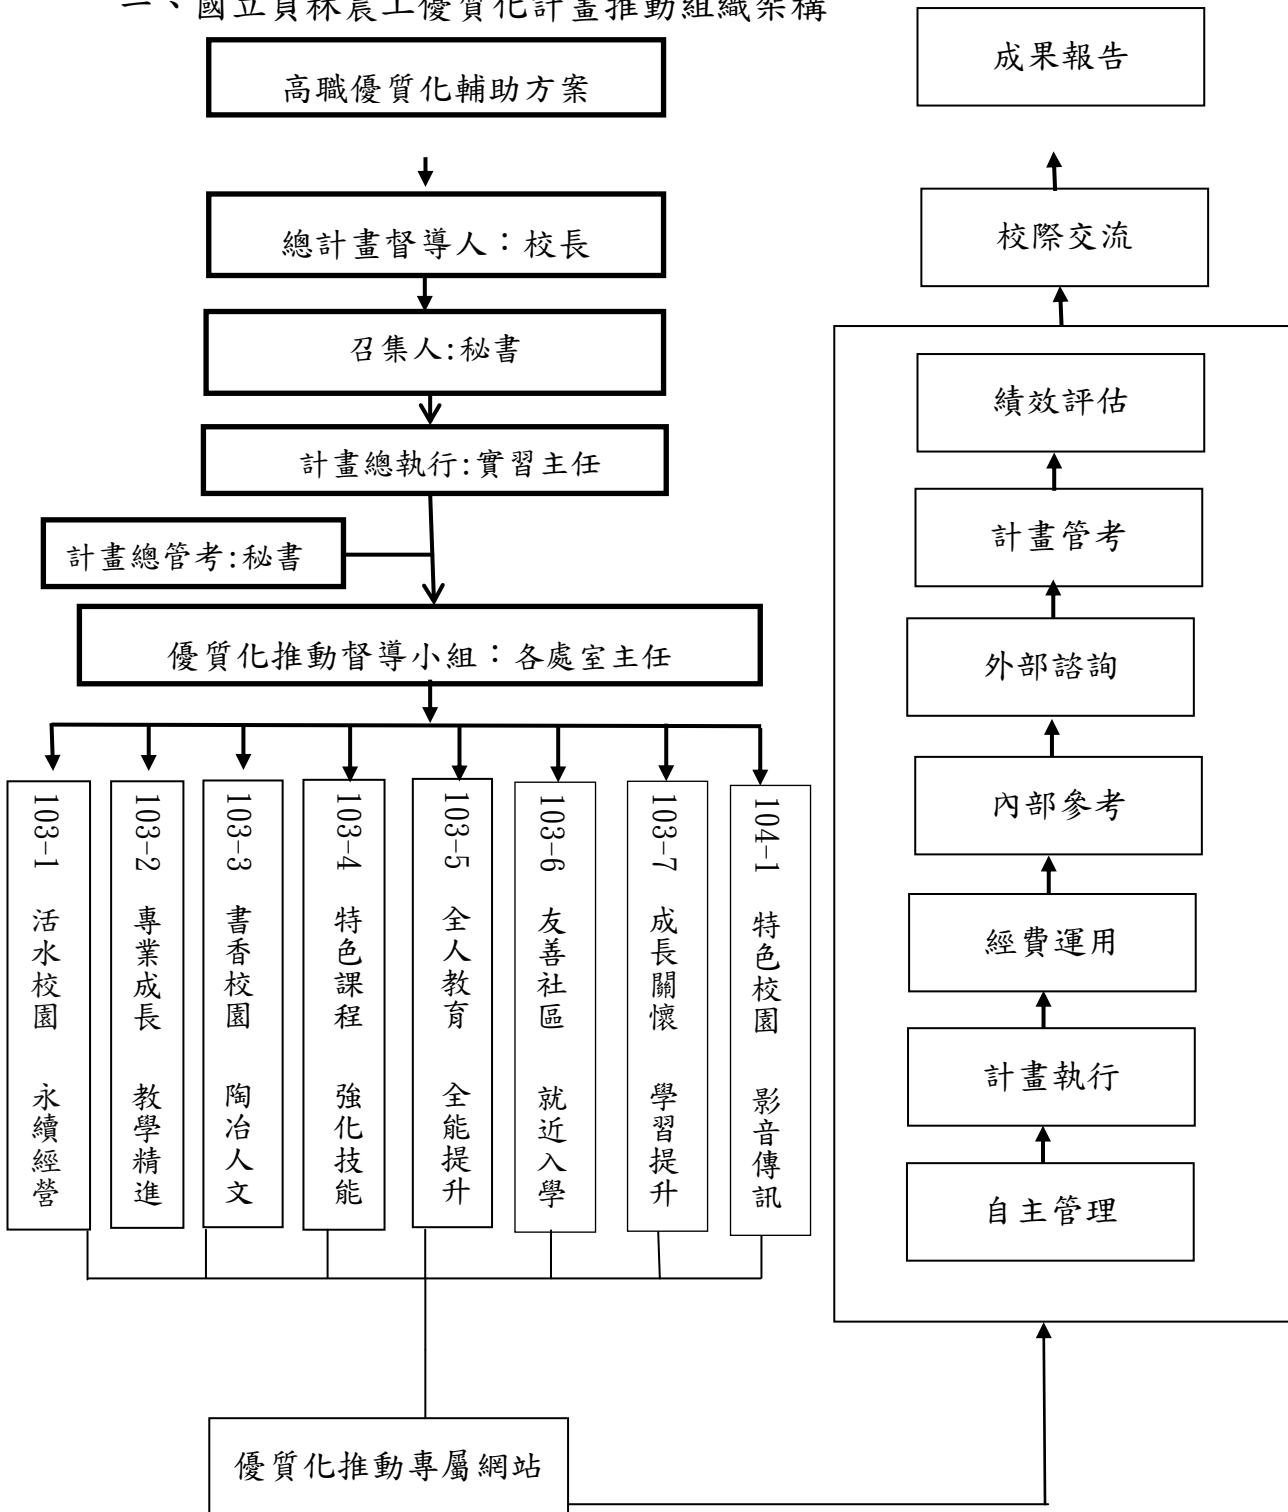 一、國立員林農工優質化計畫推動組織架構
高職優質化輔助方案
總計畫督導人：校長
召集人:秘書
計畫總執行:實習主任
計畫總管考:秘書
優質化推動督導小組：各處室主任
103-1 活水校園 永續經營
103-2 專業成長 教學精進
103-3 書香校園 陶冶人文
103-4 特色課程 強化技能
103-5 全人教育 全能提升
103-6 友善社區 就近入學
103-7 成長關懷 學習提升
104-1 特色校園 影音傳訊
優質化推動專屬網站
成果報告
校際交流
績效評估
計畫管考
外部諮詢
內部參考
經費運用
計畫執行
自主管理